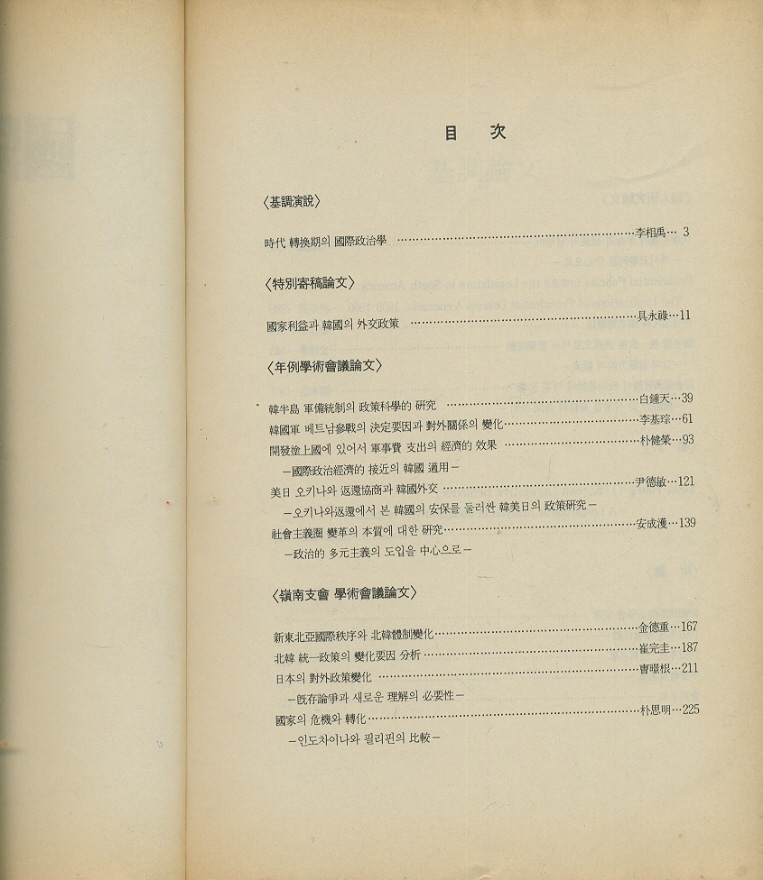 目 次
〈基調演說〉
時代 轉換期의 國際政治學 ………………………………李相禹… 3
〈特別寄稿論文〉
國家利益과 韓國의 外交政策 ………………………………具永祿…11
〈年例學術會議論文〉
韓半島 軍備統制의 政策科學的 硏究 …………………………白鍾天…39
韓國軍 베트남參戰의 決定要因과 對外關係의 變化…………………李基琮…61
開發塗上國에 있어서 軍事費 支出의 經濟的 效果 …………………朴健榮…93
－國際政治經濟的 接近의 韓國 適用－
美日 오키나와 返還協商과 韓國外交 …………………………尹德敏…121
－오키나와返還에서 본 韓國의 安保를 둘러싼 韓美日의 政策硏究－
社會主義圈 變革의 本質에 대한 硏究…………………………安成漢…139
－政治的 多元主義의 도입을 中心으로－
〈嶺南支會 學術會議論文〉
新東北亞國際秩序와 北韓體制變化…………………………金德重…167
北韓 統一政策의 變化要因 分析 …………………………崔完圭…187
日本의 對外政策變化 ………………………………根…211
－旣存論爭과 새로운 理解의 必要性－
國家의 危機와 轉化………………………………朴思明…225
－인도차이나와 필리핀의 比較－